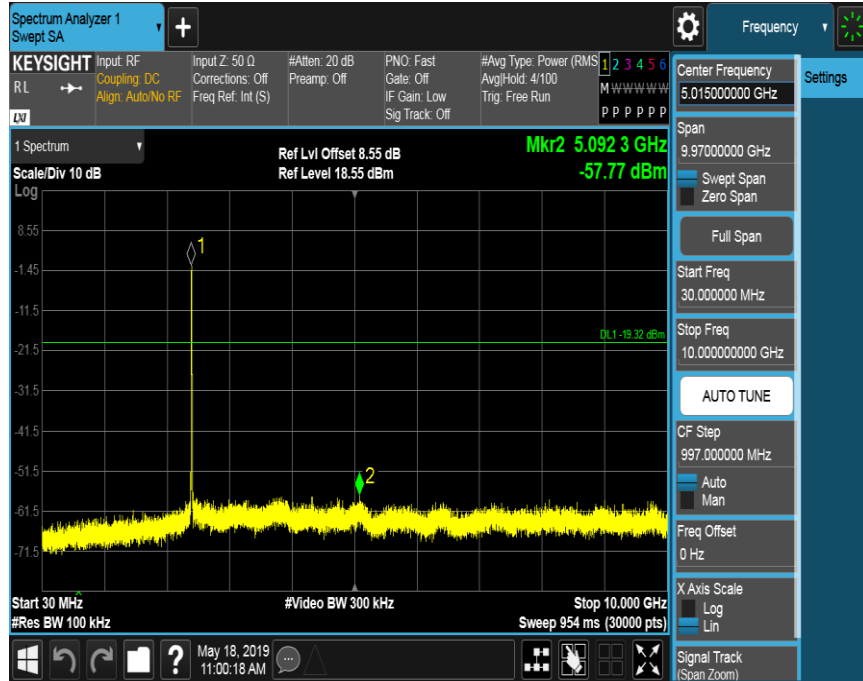 Spectrum Analyzer 1
Swept SA
+
Frequency
KEYSIGHT
RL
LXI
Input: RF
Coupling: DC
Align: Auto/No RF
Input Z: 50 Ω
Corrections: Off
Freq Ref: Int (S)
#Atten: 20 dB
Preamp: Off
PNO: Fast
Gate: Off
IF Gain: Low
Sig Track: Off
#Avg Type: Power (RMS
Avg|Hold: 4/100
Trig: Free Run
1 2 3 4 5 6
M W W W W W
P P P P P P
1 Spectrum
Scale/Div 10 dB
Ref Lvl Offset 8.55 dB
Ref Level 18.55 dBm
Mkr2 5.092 3 GHz
-57.77 dBm
Log
8.55
-1.45
-11.5
-21.5
-31.5
-41.5
-51.5
-61.5
-71.5
1
DL1 -19.32 dBm
2
Start 30 MHz
#Video BW 300 kHz
Stop 10.000 GHz
#Res BW 100 kHz
Sweep 954 ms (30000 pts)
?
May 18, 2019
11:00:18 AM
Center Frequency
5.015000000 GHz
Settings
Span
9.97000000 GHz
Swept Span
Zero Span
Full Span
Start Freq
30.000000 MHz
Stop Freq
10.000000000 GHz
AUTO TUNE
CF Step
997.000000 MHz
Auto
Man
Freq Offset
0 Hz
X Axis Scale
Log
Lin
Signal Track
(Span Zoom)